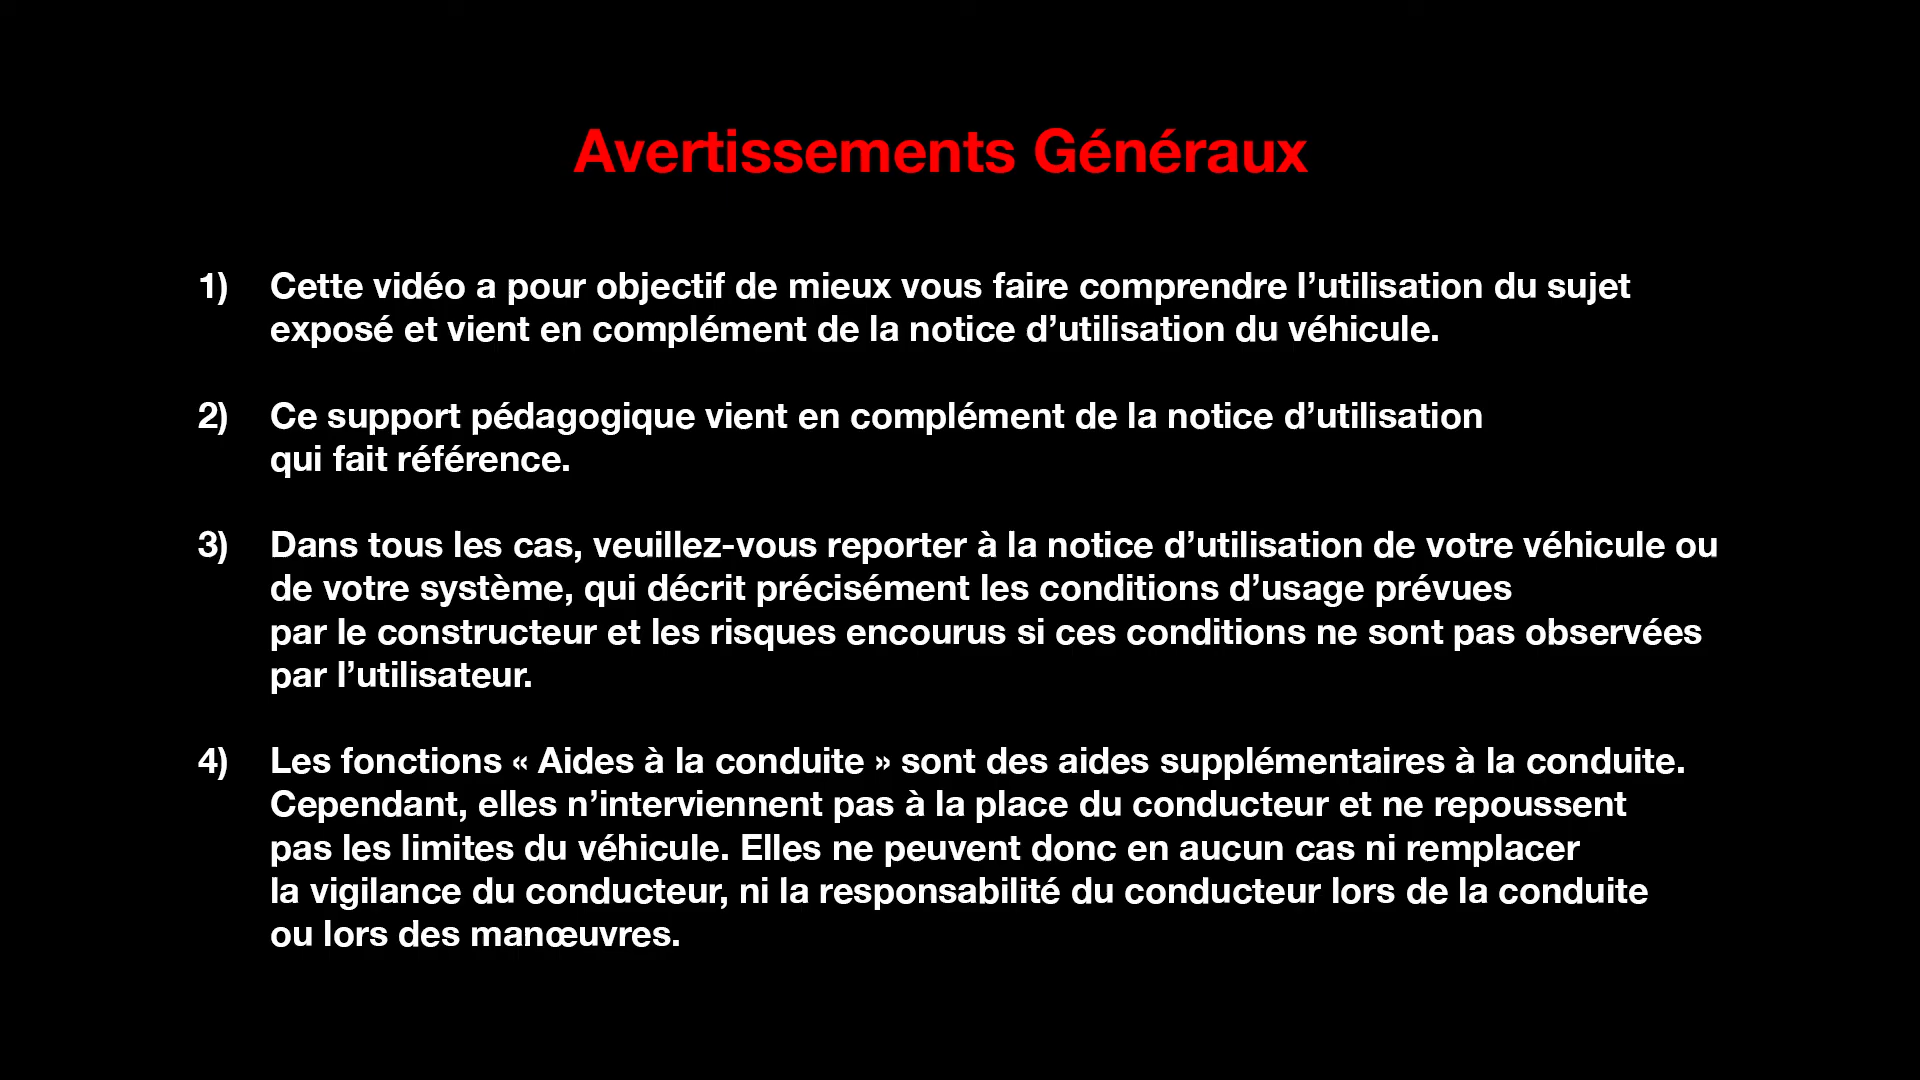 Avertissements Généraux
1) Cette vidéo a pour objectif de mieux vous faire comprendre l’utilisation du sujet
exposé et vient en complément de la notice d’utilisation du véhicule.
2) Ce support pédagogique vient en complément de la notice d’utilisation
qui fait référence.
3) Dans tous les cas, veuillez-vous reporter à la notice d’utilisation de votre véhicule ou
de votre système, qui décrit précisément les conditions d’usage prévues
par le constructeur et les risques encourus si ces conditions ne sont pas observées
par l’utilisateur.
4) Les fonctions « Aides à la conduite » sont des aides supplémentaires à la conduite.
Cependant, elles n’interviennent pas à la place du conducteur et ne repoussent
pas les limites du véhicule. Elles ne peuvent donc en aucun cas ni remplacer
la vigilance du conducteur, ni la responsabilité du conducteur lors de la conduite
ou lors des manœuvres.